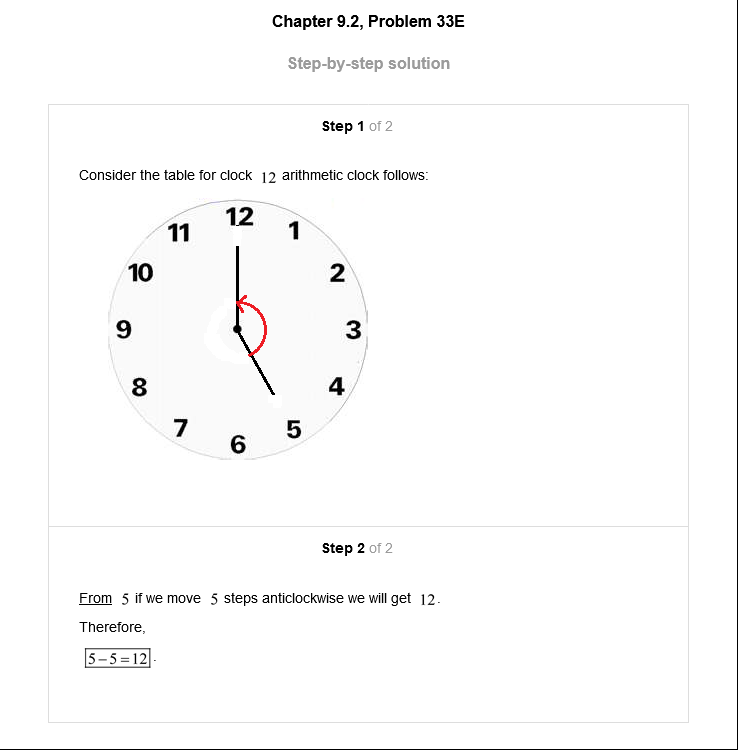 Chapter 9.2, Problem 33E
Step-by-step solution
Step 1 of 2
Consider the table for clock 12 arithmetic clock follows:
12
11
1
10
2
9
3
8
4
7
5
6
Step 2 of 2
From 5 if we move 5 steps anticlockwise we will get 12.
Therefore,
5-5=12.